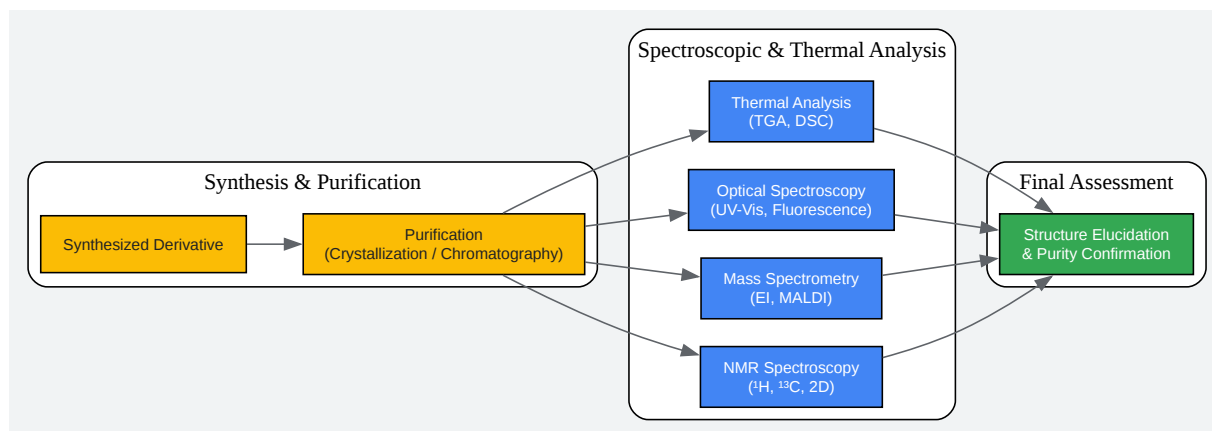 Synthesis & Purification
Synthesized Derivative
Purification
(Crystallization / Chromatography)
Spectroscopic & Thermal Analysis
Thermal Analysis
(TGA, DSC)
Optical Spectroscopy
(UV-Vis, Fluorescence)
Mass Spectrometry
(EI, MALDI)
NMR Spectroscopy
(¹H, ¹³C, 2D)
Final Assessment
Structure Elucidation
& Purity Confirmation